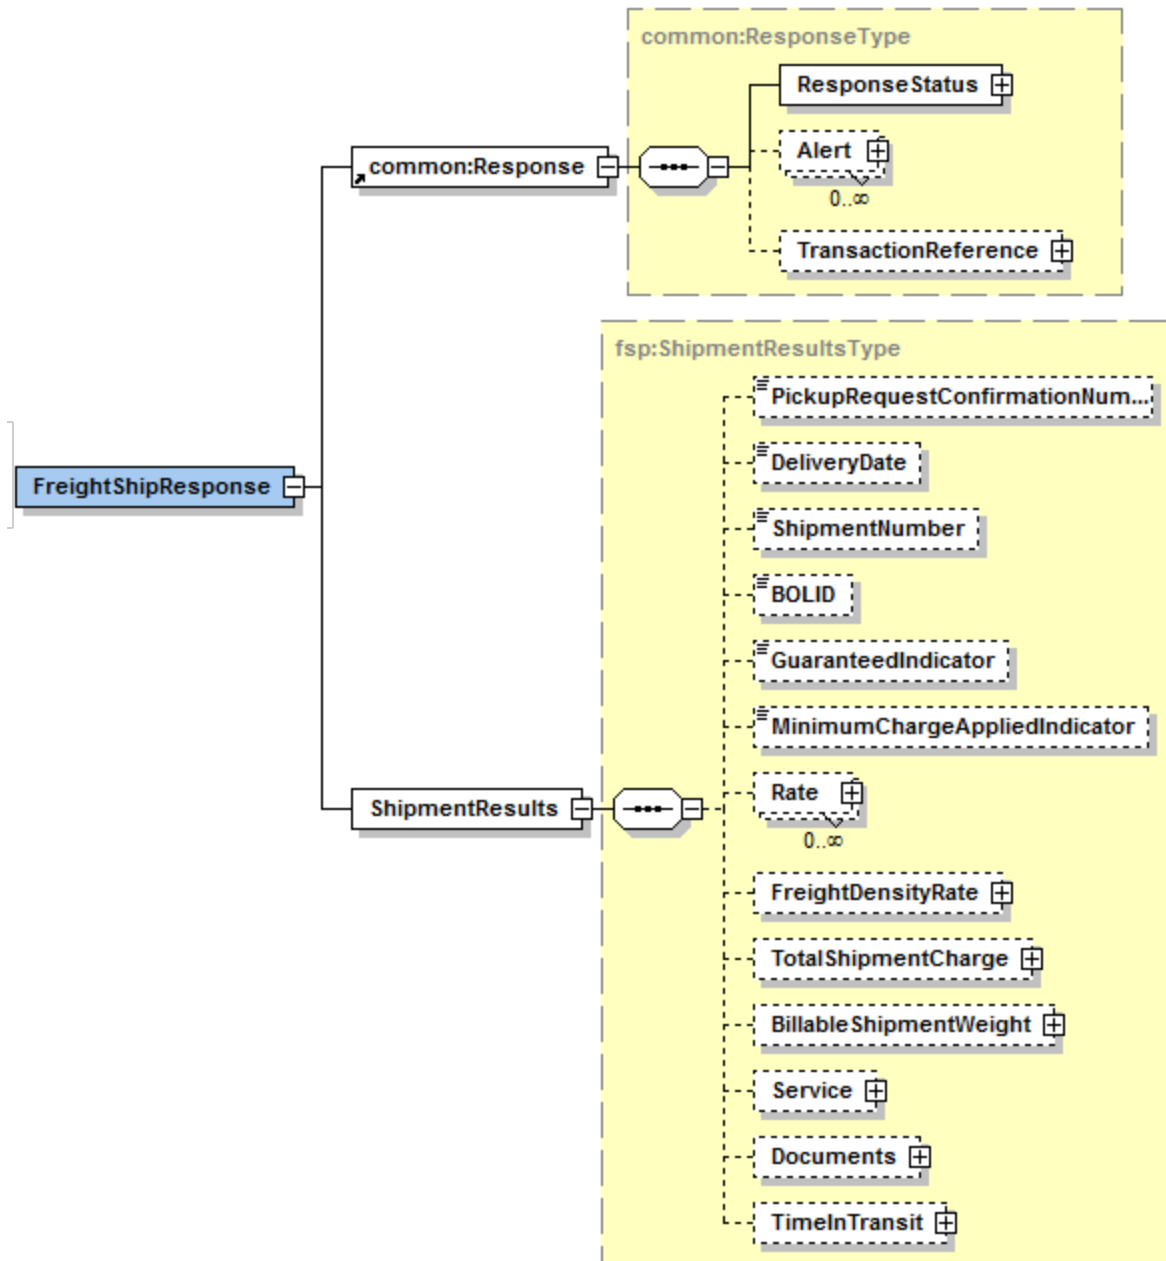 common:ResponseType
ResponseStatus
common:Response
Alert
0..∞
TransactionReference
fsp:ShipmentResultsType
PickupRequestConfirmationNum...
DeliveryDate
FreightShipResponse
ShipmentNumber
BOLID
GuaranteedIndicator
MinimumChargeAppliedIndicator
Rate
ShipmentResults
0..∞
FreightDensityRate
TotalShipmentCharge
BillableShipmentWeight
Service
Documents
TimeInTransit